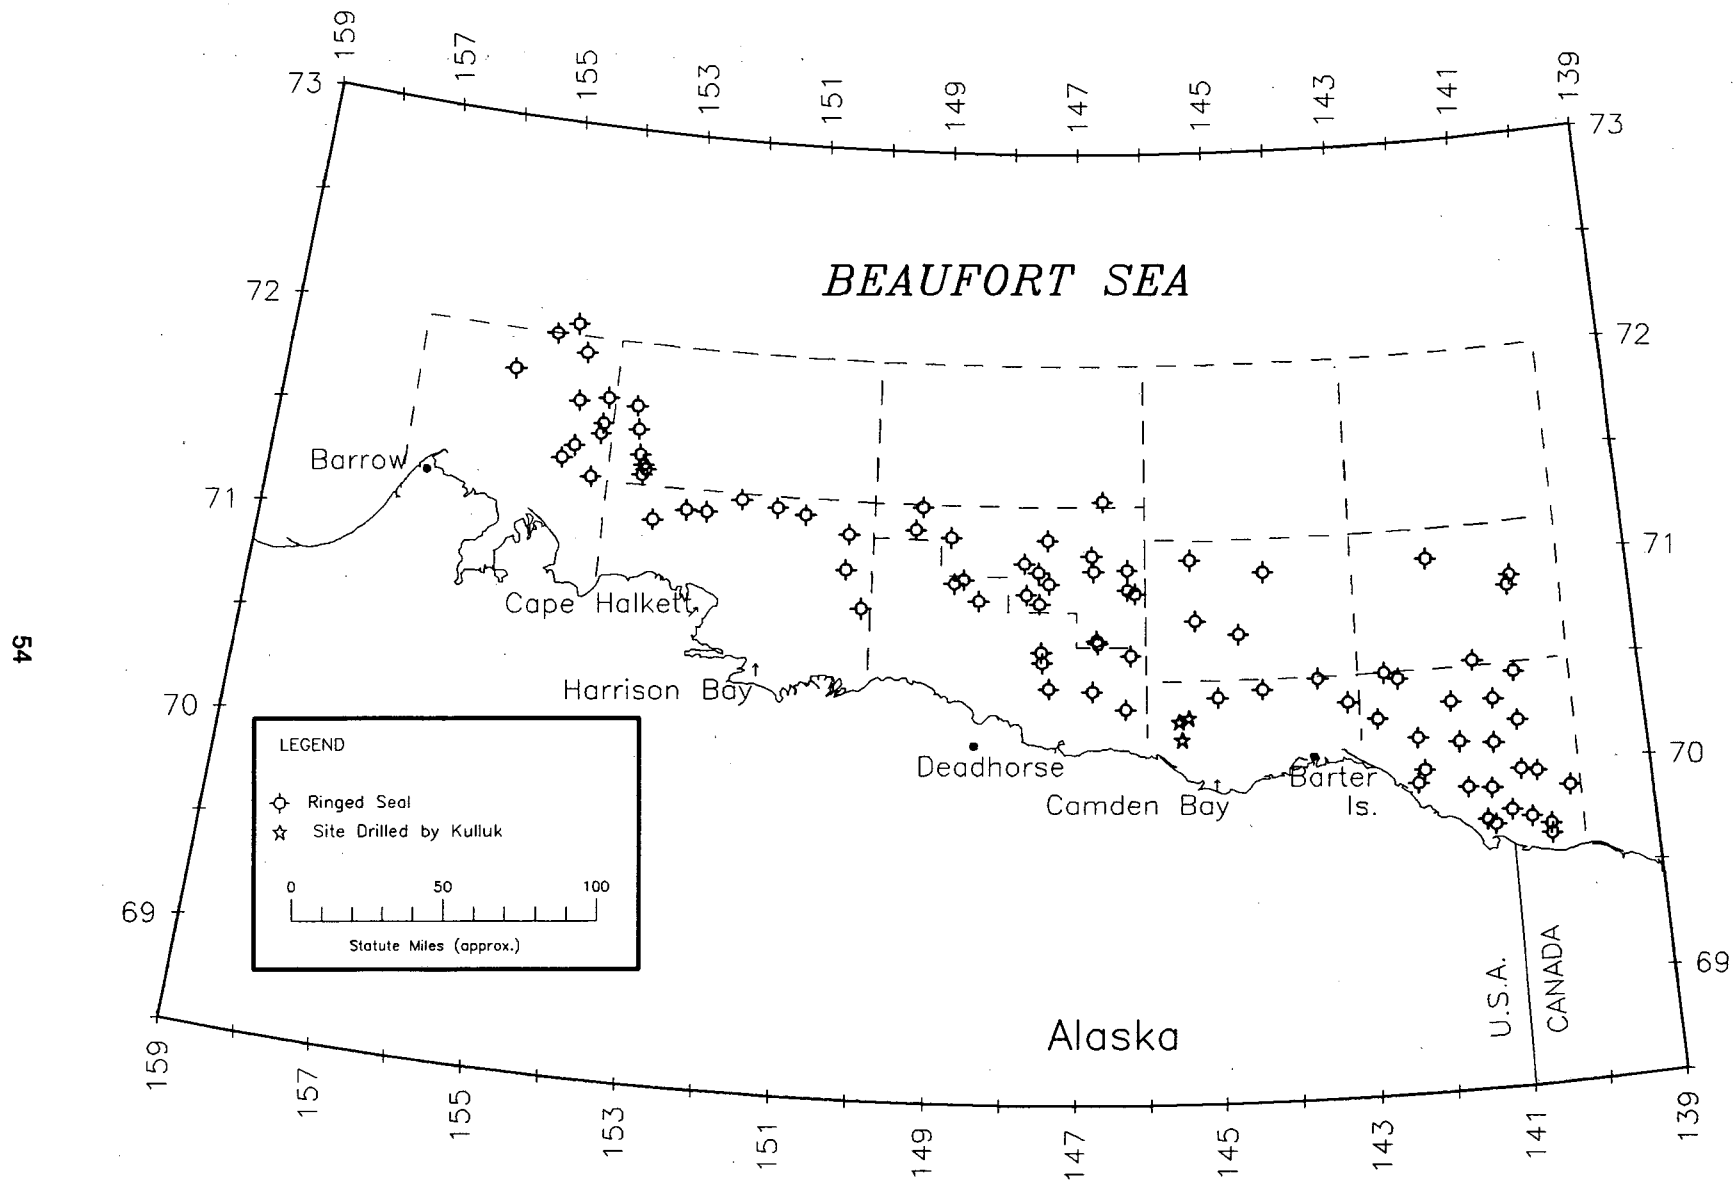 159
157
155
153
151
149
147
145
143
141
139
73
73
BEAUFORT SEA
72
72
Barrow
71
71
Cape Halkett
Harrison Bay
70
70
Deadhorse
Camden Bay
Barter
Is.
LEGEND
Ringed Seal
Site Drilled by Kulluk
0 50 100
Statute Miles (approx.)
69
69
U.S.A.
CANADA
Alaska
159
157
155
153
151
149
147
145
143
141
139
54